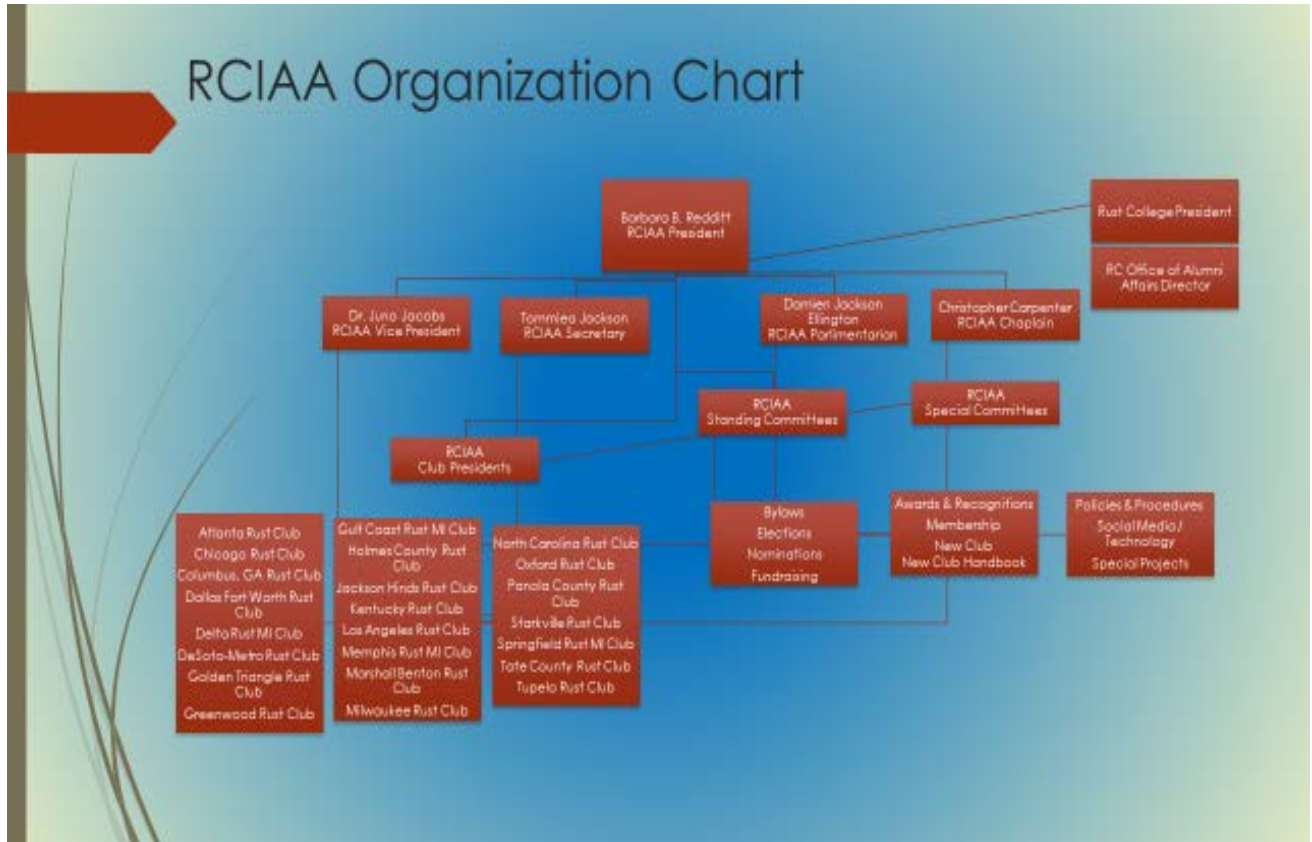 RCIAA Organization Chart
Barbara B. Redditt
RCIAA President
Rust College President
RC Office of Alumni
Affairs Director
Dr. Juno Jacobs
RCIAA Vice President
Tommiea Jackson
RCIAA Secretary
Damien Jackson
Ellington
RCIAA Parlimentarian
Christopher Carpenter
RCIAA Chaplain
RCIAA
Standing Committees
RCIAA
Special Committees
RCIAA
Club Presidents
Atlanta Rust Club
Chicago Rust Club
Columbus, GA Rust Club
Dallas Fort Worth Rust
Club
Delta Rust MI Club
DeSoto-Metro Rust Club
Golden Triangle Rust
Club
Greenwood Rust Club
Gulf Coast Rust MI Club
Holmes County Rust
Club
Jackson Hinds Rust Club
Kentucky Rust Club
Los Angeles Rust Club
Memphis Rust MI Club
Marshall Benton Rust
Club
Milwaukee Rust Club
North Carolina Rust Club
Oxford Rust Club
Panola County Rust
Club
Starkville Rust Club
Springfield Rust MI Club
Tate County Rust Club
Tupelo Rust Club
Bylaws
Elections
Nominations
Fundraising
Awards & Recognitions
Membership
New Club
New Club Handbook
Policies & Procedures
Social Media /
Technology
Special Projects